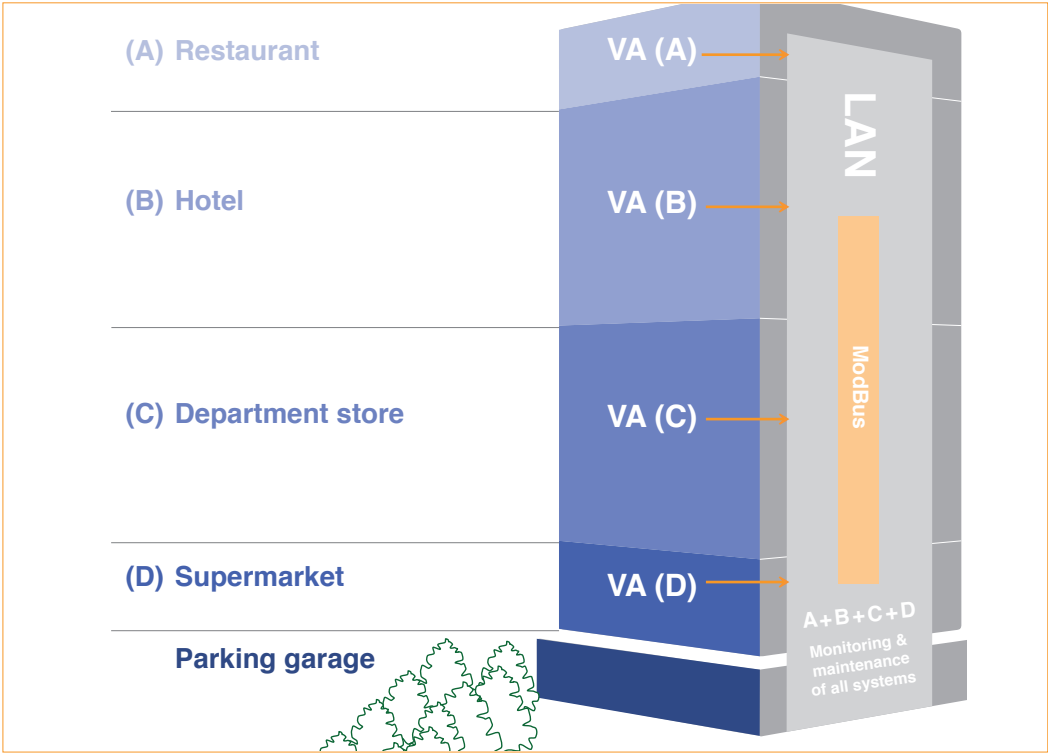 (A) Restaurant
VA (A)
LAN
(B) Hotel
VA (B)
ModBus
(C) Department store
VA (C)
(D) Supermarket
VA (D)
A+B+C+D
Monitoring &
maintenance
of all systems
Parking garage